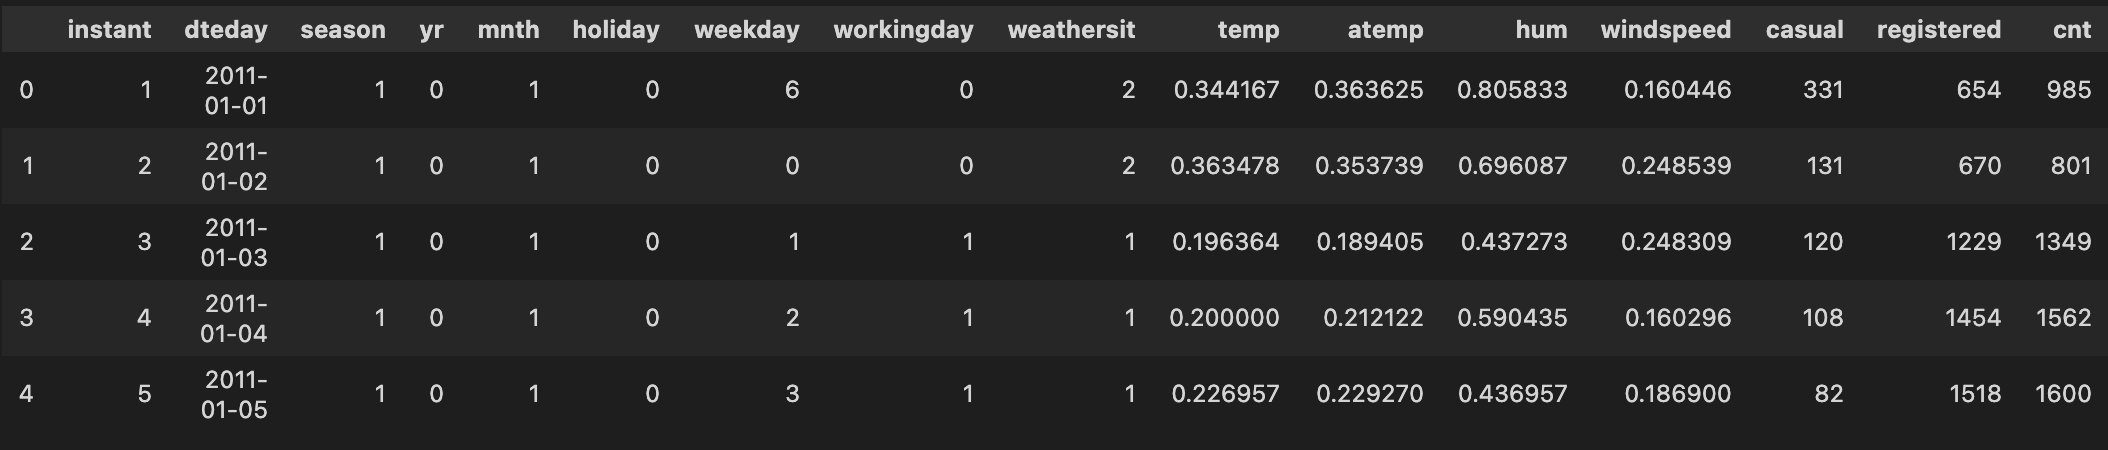 instant dteday season yr mnth holiday weekday workingday weathersit temp atemp hum windspeed casual registered cnt
0 1 2011-01-01 1 0 1 0 6 0 2 0.344167 0.363625 0.805833 0.160446 331 654 985
1 2 2011-01-02 1 0 1 0 0 0 2 0.363478 0.353739 0.696087 0.248539 131 670 801
2 3 2011-01-03 1 0 1 0 1 1 1 0.196364 0.189405 0.437273 0.248309 120 1229 1349
3 4 2011-01-04 1 0 1 0 2 1 1 0.200000 0.212122 0.590435 0.160296 108 1454 1562
4 5 2011-01-05 1 0 1 0 3 1 1 0.226957 0.229270 0.436957 0.186900 82 1518 1600